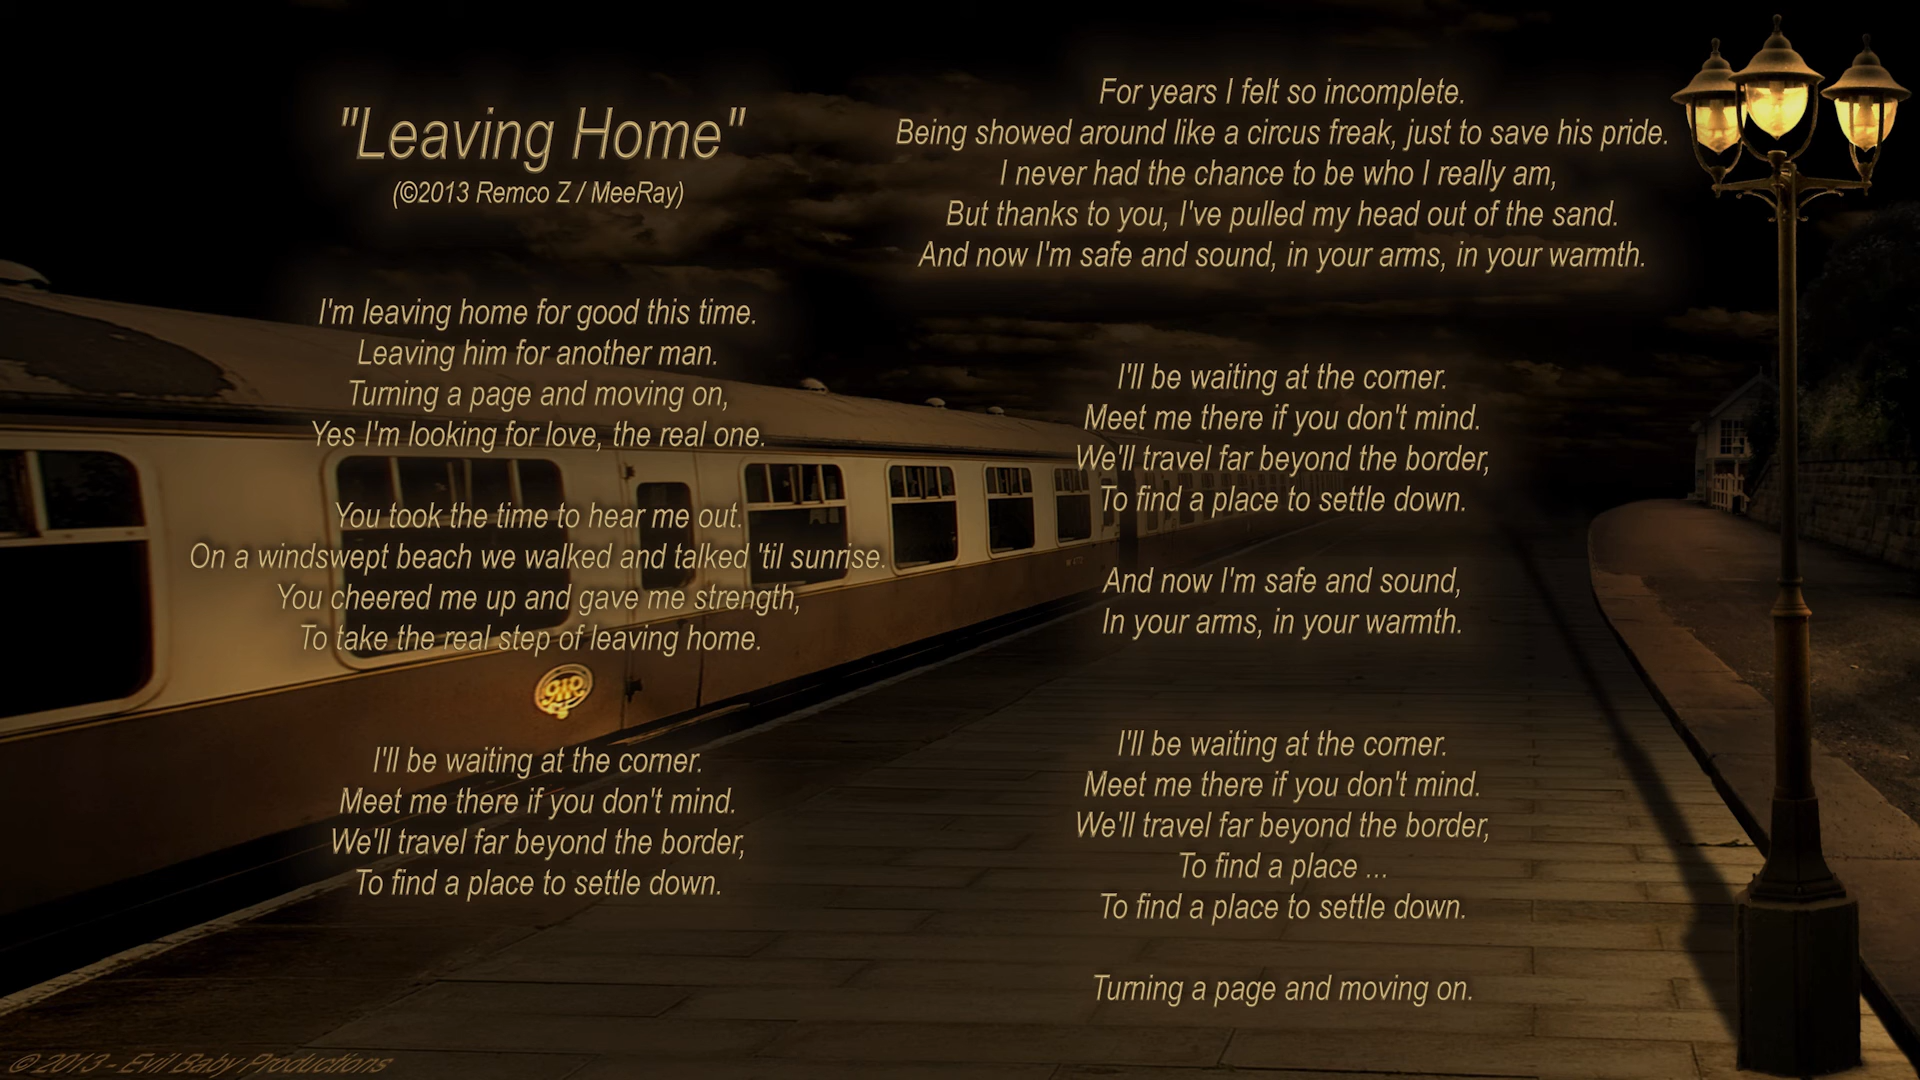 "Leaving Home"
(©2013 Remco Z / MeeRay)
I'm leaving home for good this time.
Leaving him for another man.
Turning a page and moving on,
Yes I'm looking for love, the real one.
You took the time to hear me out.
On a windswept beach we walked and talked 'til sunrise.
You cheered me up and gave me strength,
To take the real step of leaving home.
I'll be waiting at the corner.
Meet me there if you don't mind.
We'll travel far beyond the border,
To find a place to settle down.
For years I felt so incomplete.
Being showed around like a circus freak, just to save his pride.
I never had the chance to be who I really am,
But thanks to you, I've pulled my head out of the sand.
And now I'm safe and sound, in your arms, in your warmth.
I'll be waiting at the corner.
Meet me there if you don't mind.
We'll travel far beyond the border,
To find a place to settle down.
And now I'm safe and sound,
In your arms, in your warmth.
I'll be waiting at the corner.
Meet me there if you don't mind.
We'll travel far beyond the border,
To find a place ...
To find a place to settle down.
Turning a page and moving on.
© 2013 - Evil Baby Productions